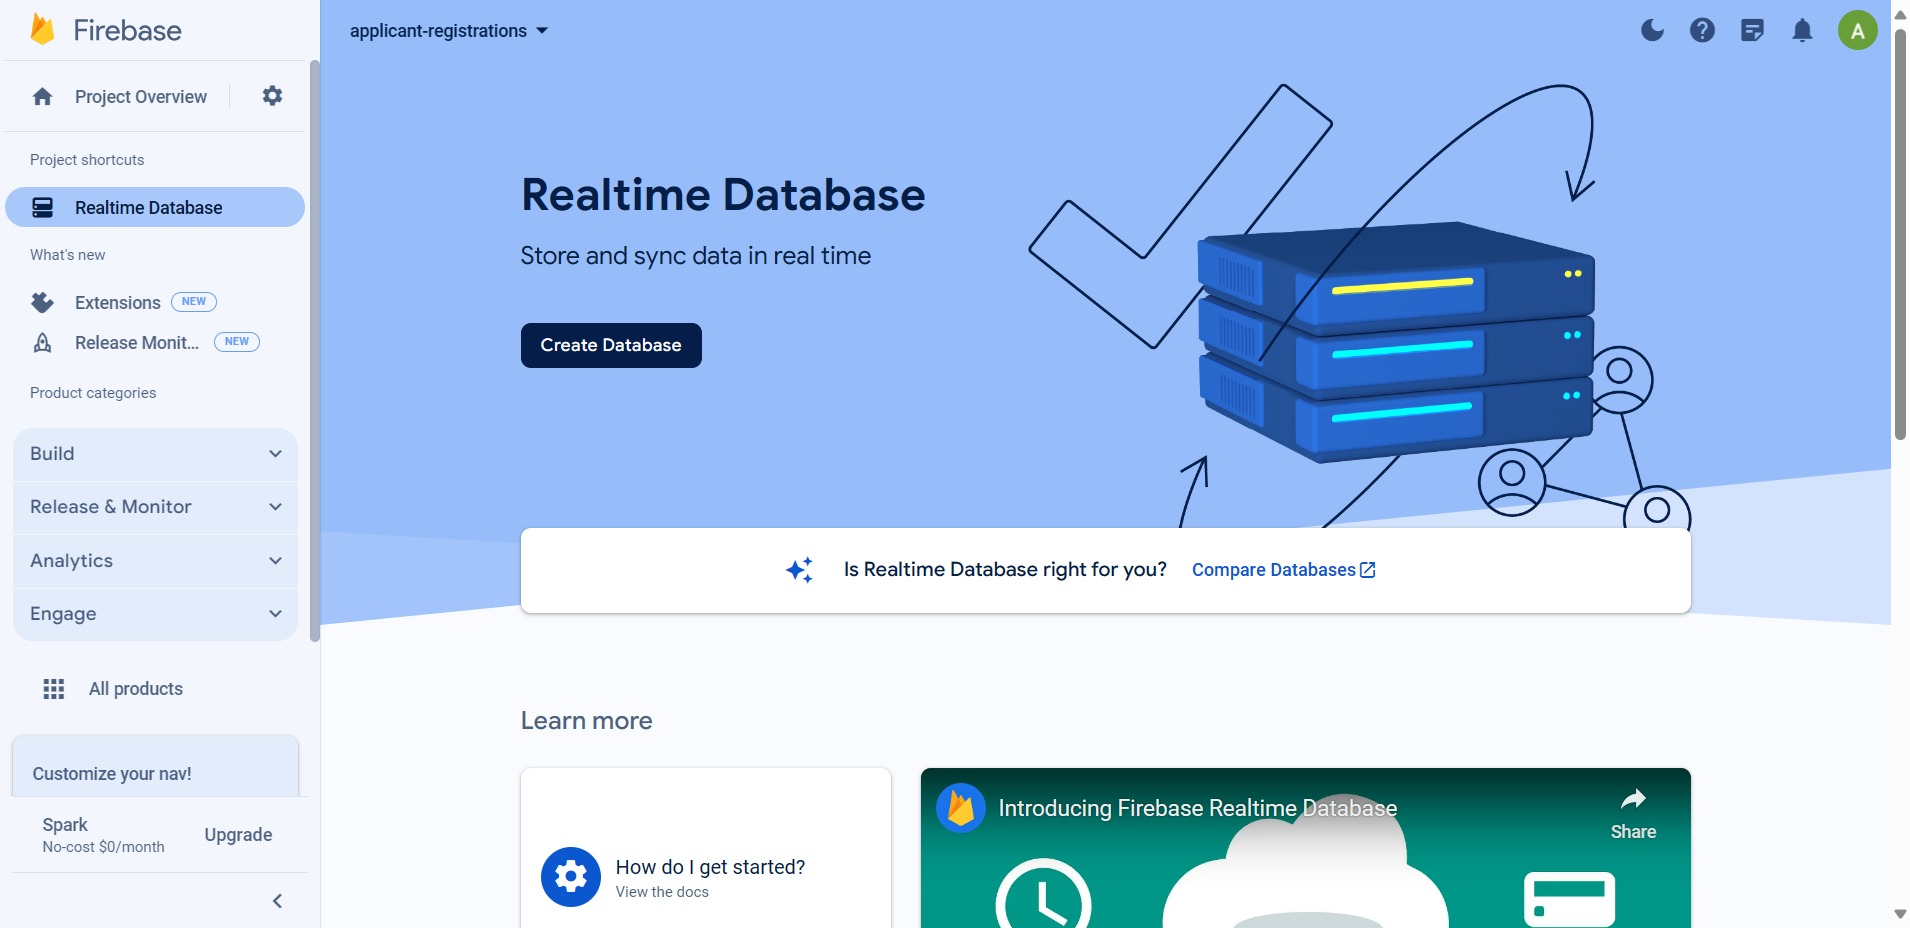 Firebase
applicant-registrations
A
Project Overview
Project shortcuts
Realtime Database
What's new
Extensions NEW
Release Monit... NEW
Product categories
Build
Release & Monitor
Analytics
Engage
All products
Customize your nav!
Spark
No-cost $0/month
Upgrade
Realtime Database
Store and sync data in real time
Create Database
Is Realtime Database right for you? Compare Databases
Learn more
How do I get started?
View the docs
Introducing Firebase Realtime Database
Share